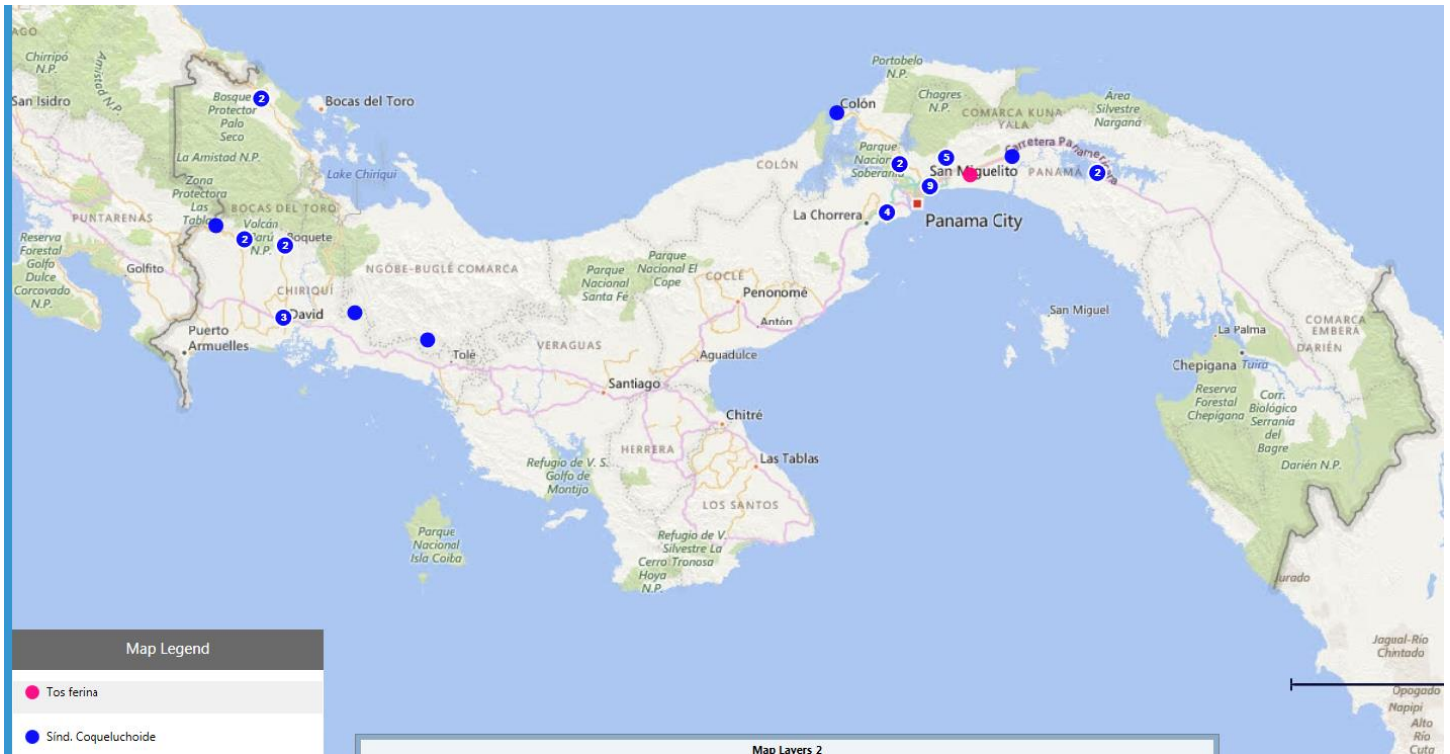 AGO
Chirripó
N.P.
Amistad N.P.
San Isidro
Bosque
Protector
Palo
Seco
2
Bocas del Toro
La Amistad N.P.
Lake Chiriquí
Zona
Protectora
Las
Tablas
BOCAS DEL TORO
PUNTARENAS
Volcán
Barú
N.P.
2
2
Boquete
Reserva
Forestal
Golfo
Dulce
Corcovado
N.P.
Golfito
CHIRIQUÍ
NGÖBE-BUGLÉ COMARCA
3
David
Puerto
Armuelles
Tolé
VERAGUAS
Parque
Nacional
Santa Fé
Parque
Nacional El
Cope
COCLÉ
Penonomé
Antón
Aguadulce
Santiago
Chitré
HERRERA
Las Tablas
LOS SANTOS
Refugio de V. S.
Golfo de
Montijo
Parque
Nacional
Isla Coiba
Refugio de V.
Silvestre La
Cerro Tronosa
Hoya
N.P.
Portobelo
N.P.
Colón
Chagres
N.P.
COMARCA KUNA
YALA
Área
Silvestre
Narganá
COLÓN
Parque
Nacional
Soberanía
2
5
San Miguelito
9
Carretera Panamericana
PANAMÁ
2
La Chorrera
4
Panama City
San Miguel
La Palma
COMARCA
EMBERÁ
DARIÉN
Chepigana
Tuira
Reserva
Forestal
Chepigana
Corr.
Biológico
Serranía
del
Bagre
Darién N.P.
Jurado
Jagual-Río
Chintado
Opogado
Napipi
Alto
Río
Cuta
Map Legend
Tos ferina
Sínd. Coqueluchoide
Map Layers 2